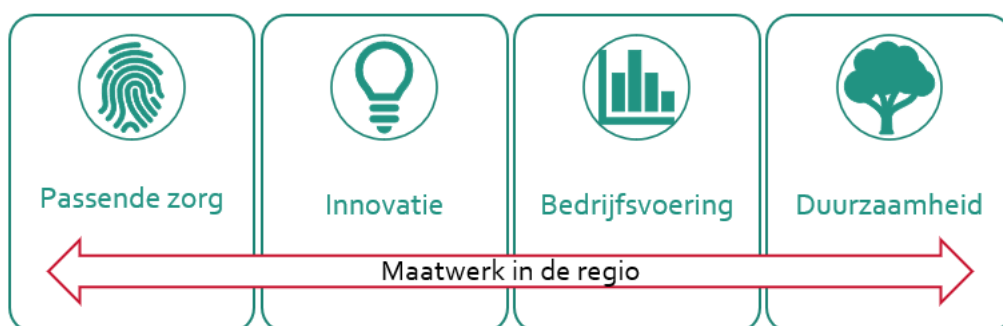 Passende zorg
Innovatie
Bedrijfsvoering
Duurzaamheid
Maatwerk in de regio